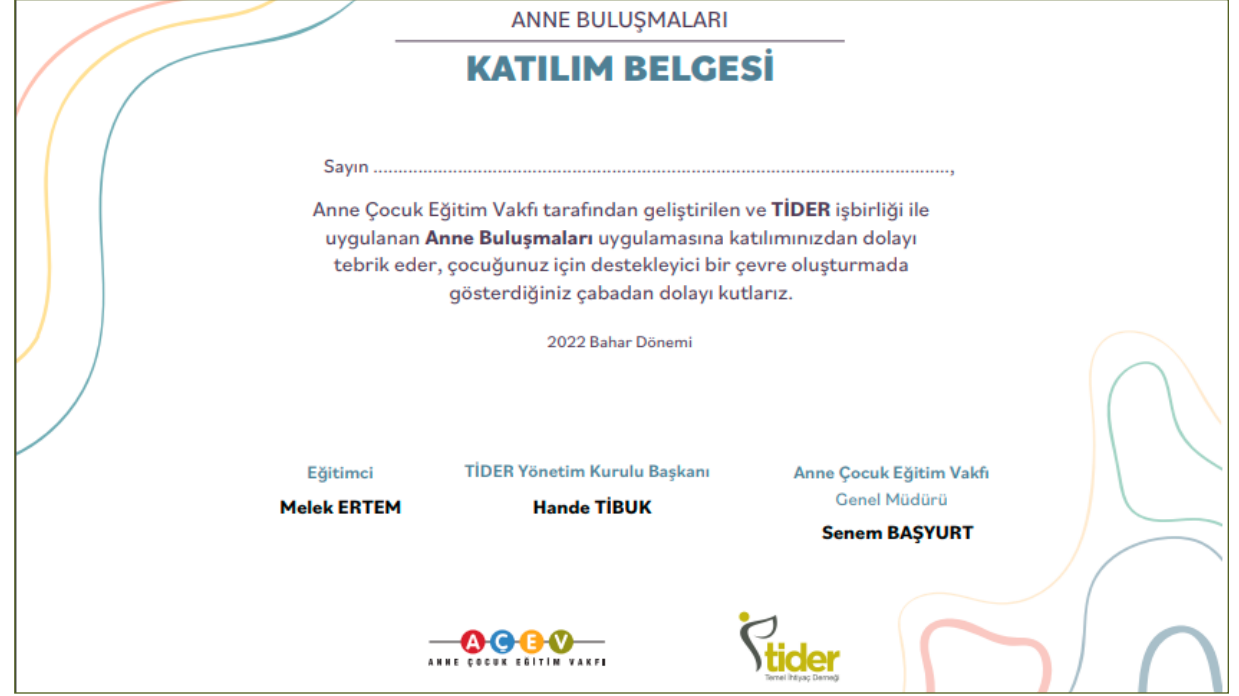 ANNE BULUŞMALARI
KATILIM BELGESİ
Sayın ....................................................................................................................,
Anne Çocuk Eğitim Vakfı tarafından geliştirilen ve TİDER işbirliği ile
uygulanan Anne Buluşmaları uygulamasına katılımınızdan dolayı
tebrik eder, çocuğunuz için destekleyici bir çevre oluşturmada
gösterdiğiniz çabadan dolayı kutlarız.
2022 Bahar Dönemi
Eğitimci
Melek ERTEM
TİDER Yönetim Kurulu Başkanı
Hande TİBUK
Anne Çocuk Eğitim Vakfı
Genel Müdürü
Senem BAŞYURT
AÇEV
ANNE ÇOCUK EĞİTİM VAKFI
tider
Temel İhtiyaç Derneği